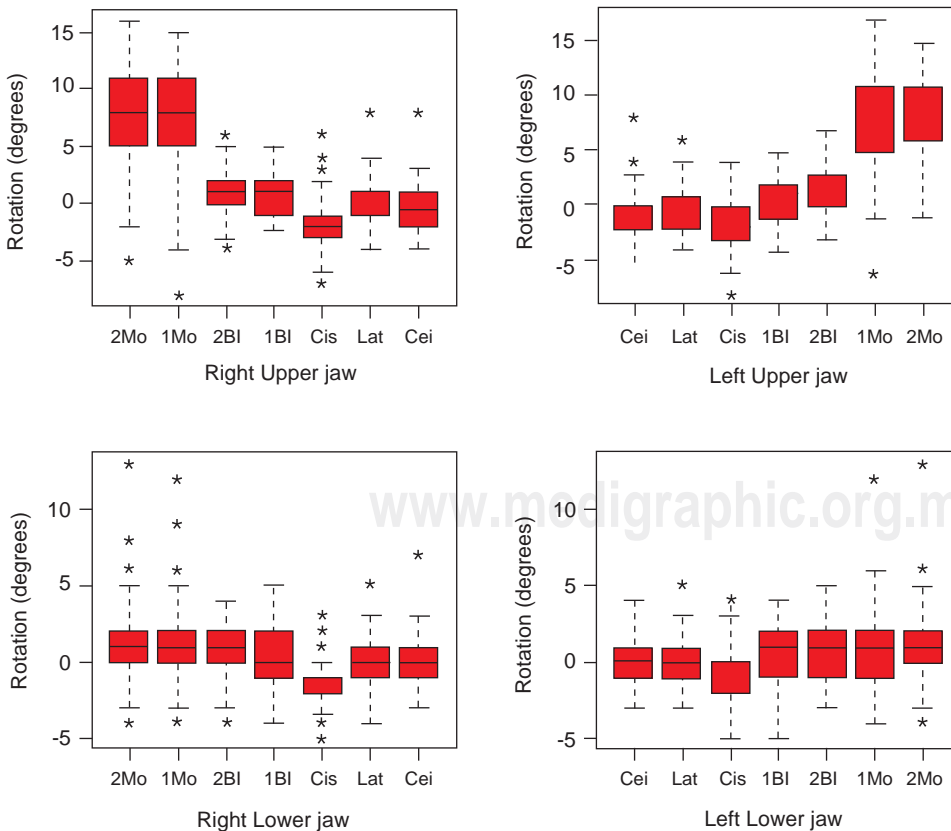 Rotation (degrees)
15
10
5
0
-5
2Mo 1Mo 2BI 1BI Cis Lat Cei
Right Upper jaw
Rotation (degrees)
15
10
5
0
-5
Cei Lat Cis 1BI 2BI 1Mo 2Mo
Left Upper jaw
Rotation (degrees)
10
5
0
-5
2Mo 1Mo 2BI 1BI Cis Lat Cei
Right Lower jaw
Rotation (degrees)
10
5
0
-5
Cei Lat Cis 1BI 2BI 1Mo 2Mo
Left Lower jaw
www.medigraphic.org.m